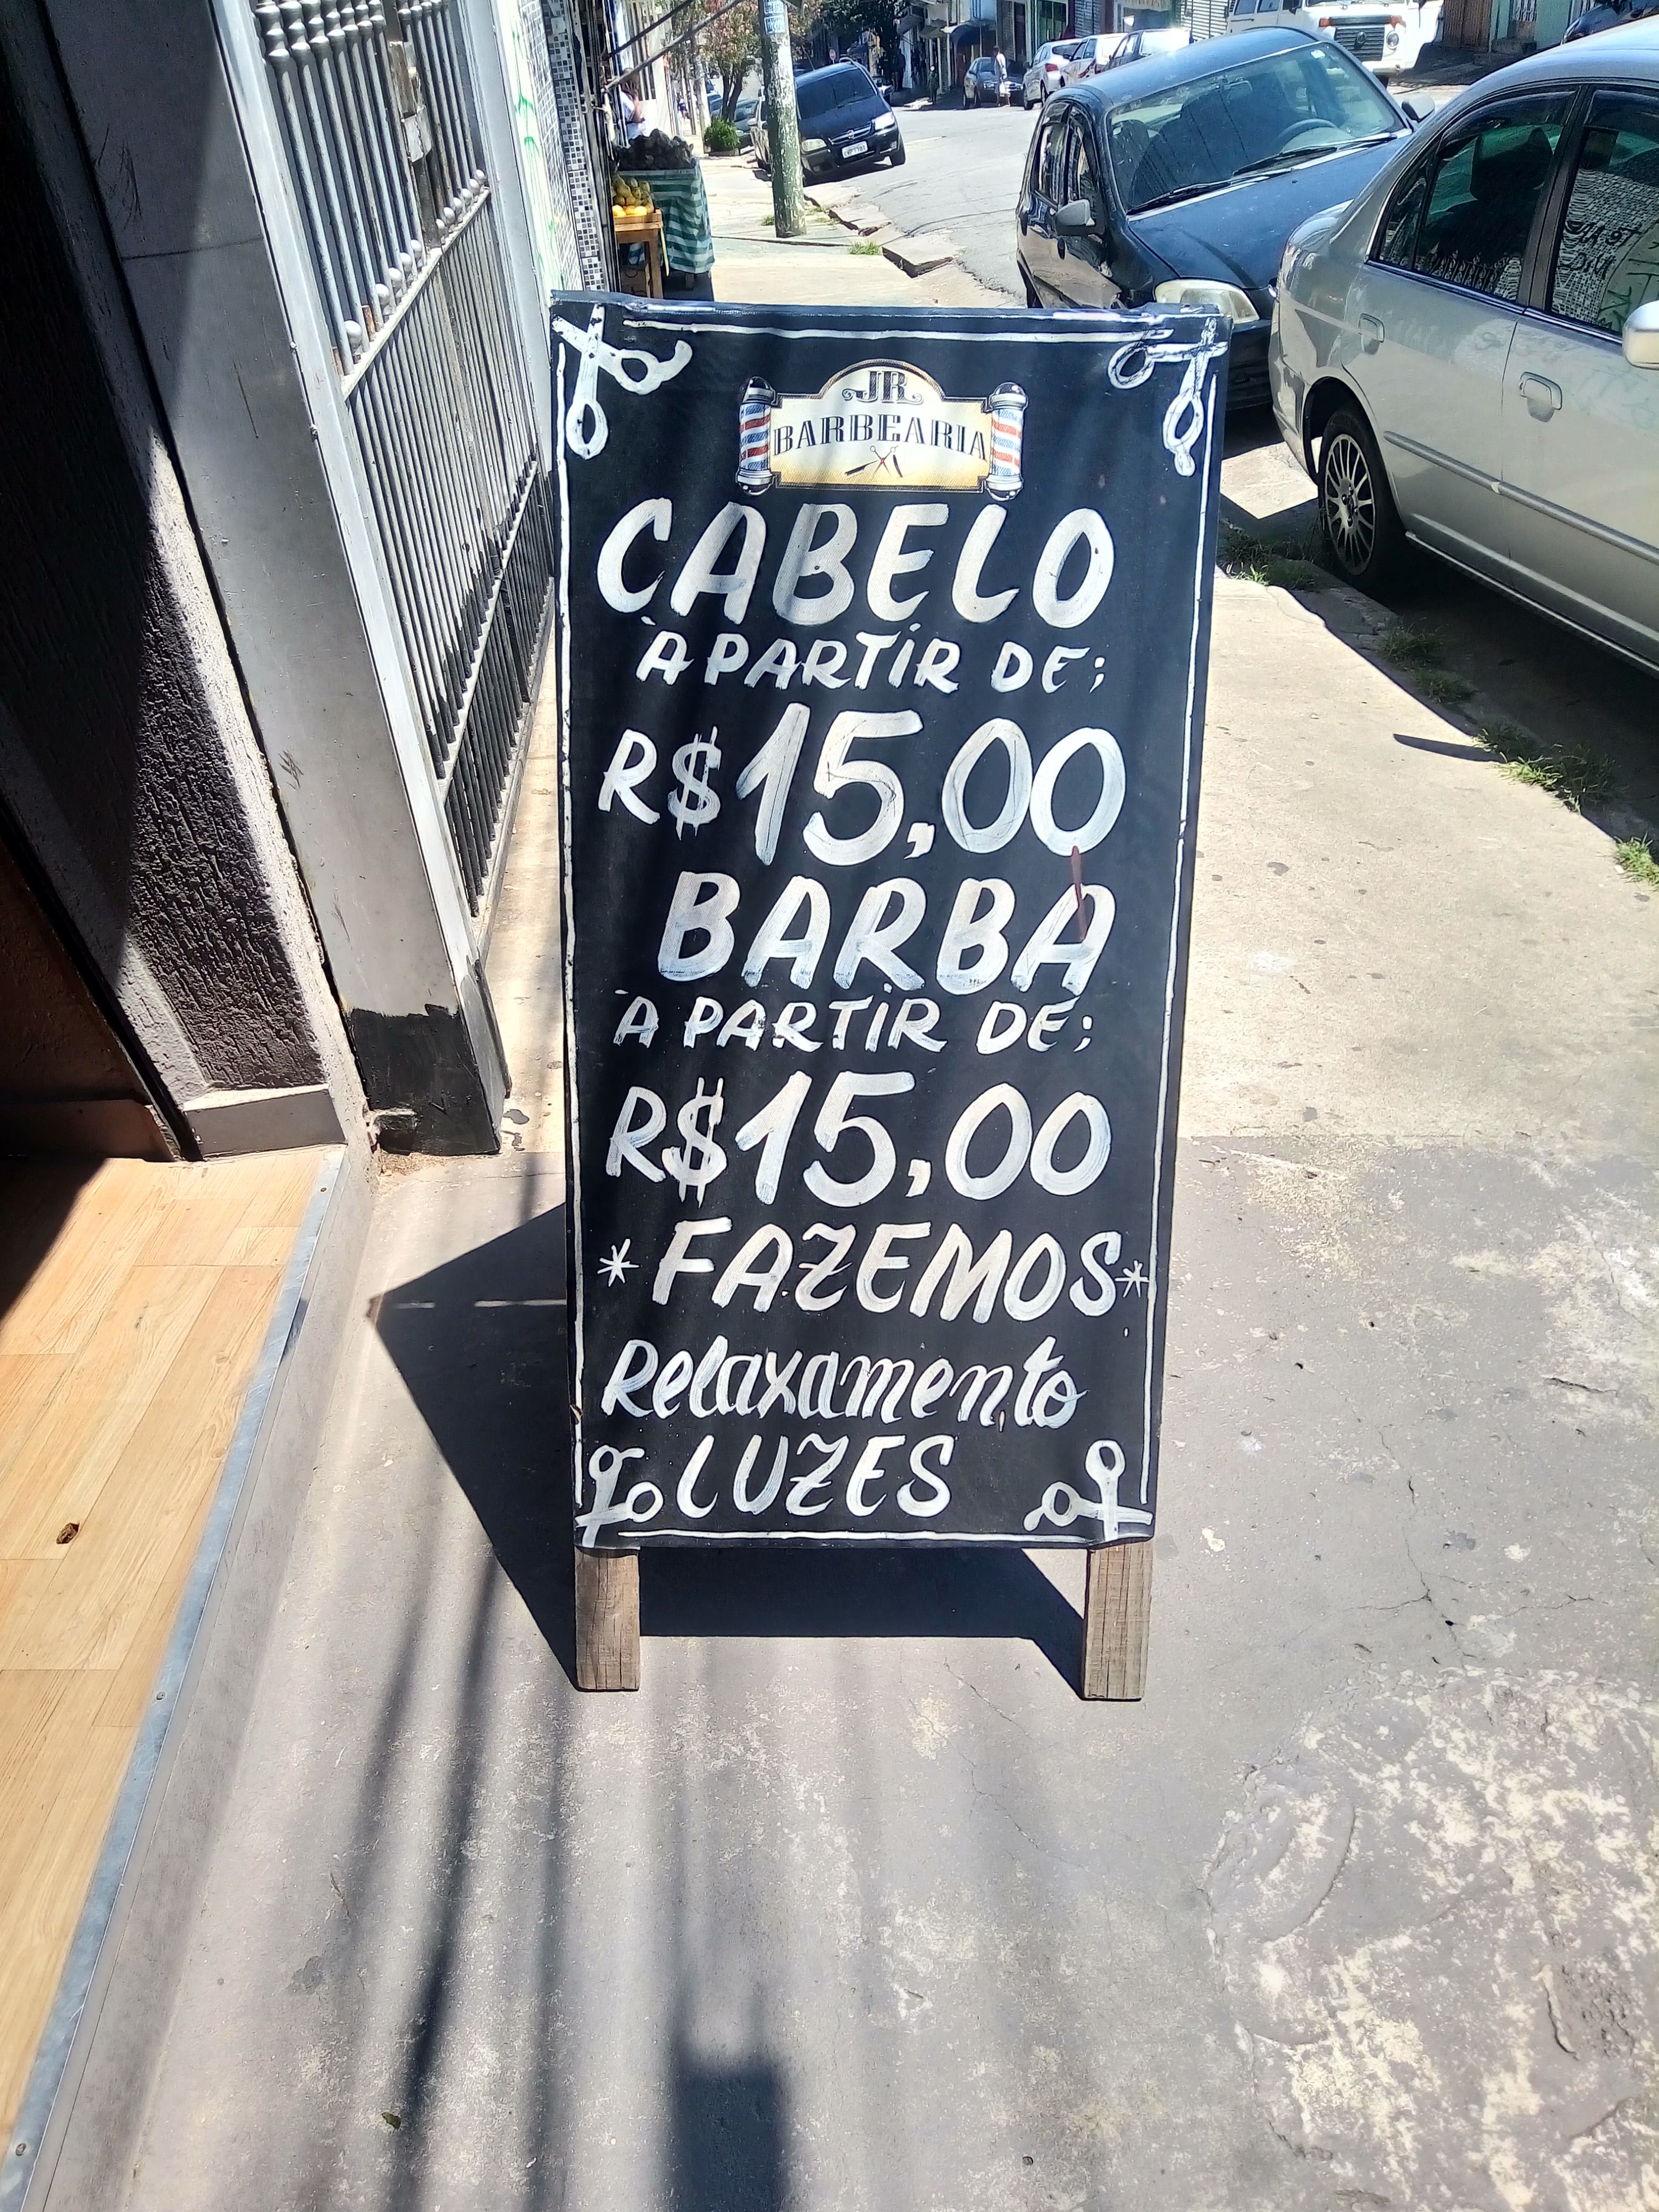 JR
BARBEARIA
CABELO
À PARTIR DE;
R$15,00
BARBA
À PARTIR DE;
R$15,00
*FAZEMOS*
Relaxamento
LUZES